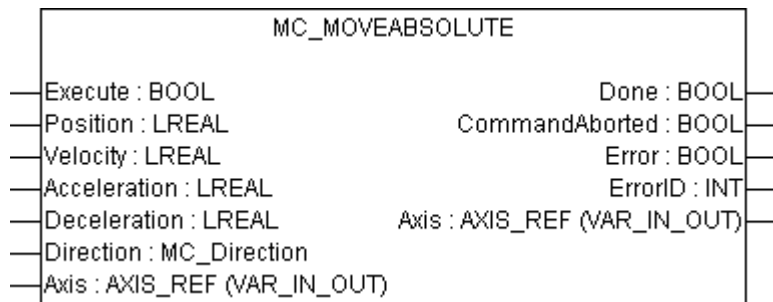 MC_MOVEABSOLUTE
Execute : BOOL Done : BOOL
Position : LREAL CommandAborted : BOOL
Velocity : LREAL Error : BOOL
Acceleration : LREAL ErrorID : INT
Deceleration : LREAL Axis : AXIS_REF (VAR_IN_OUT)
Direction : MC_Direction
Axis : AXIS_REF (VAR_IN_OUT)